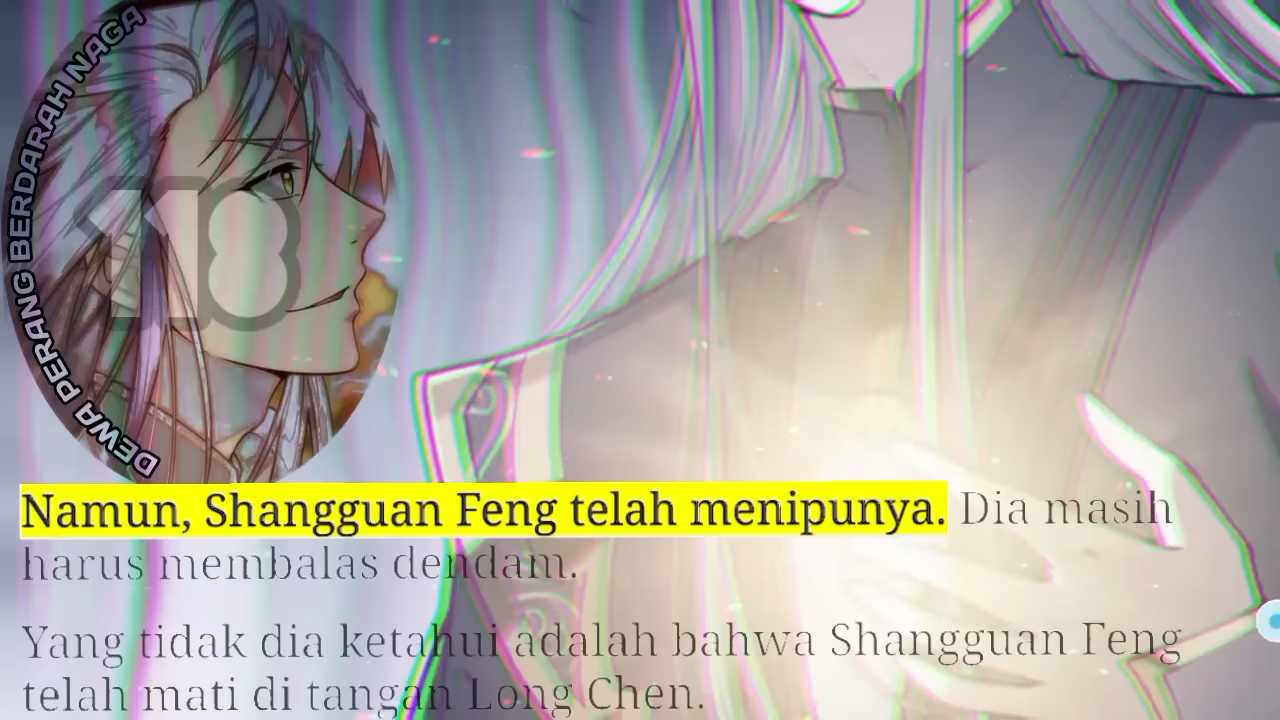 DEWA PERANG BERDARAH NAGA
18
Namun, Shangguan Feng telah menipunya. Dia masih
harus membalas dendam.
Yang tidak dia ketahui adalah bahwa Shangguan Feng
telah mati di tangan Long Chen.